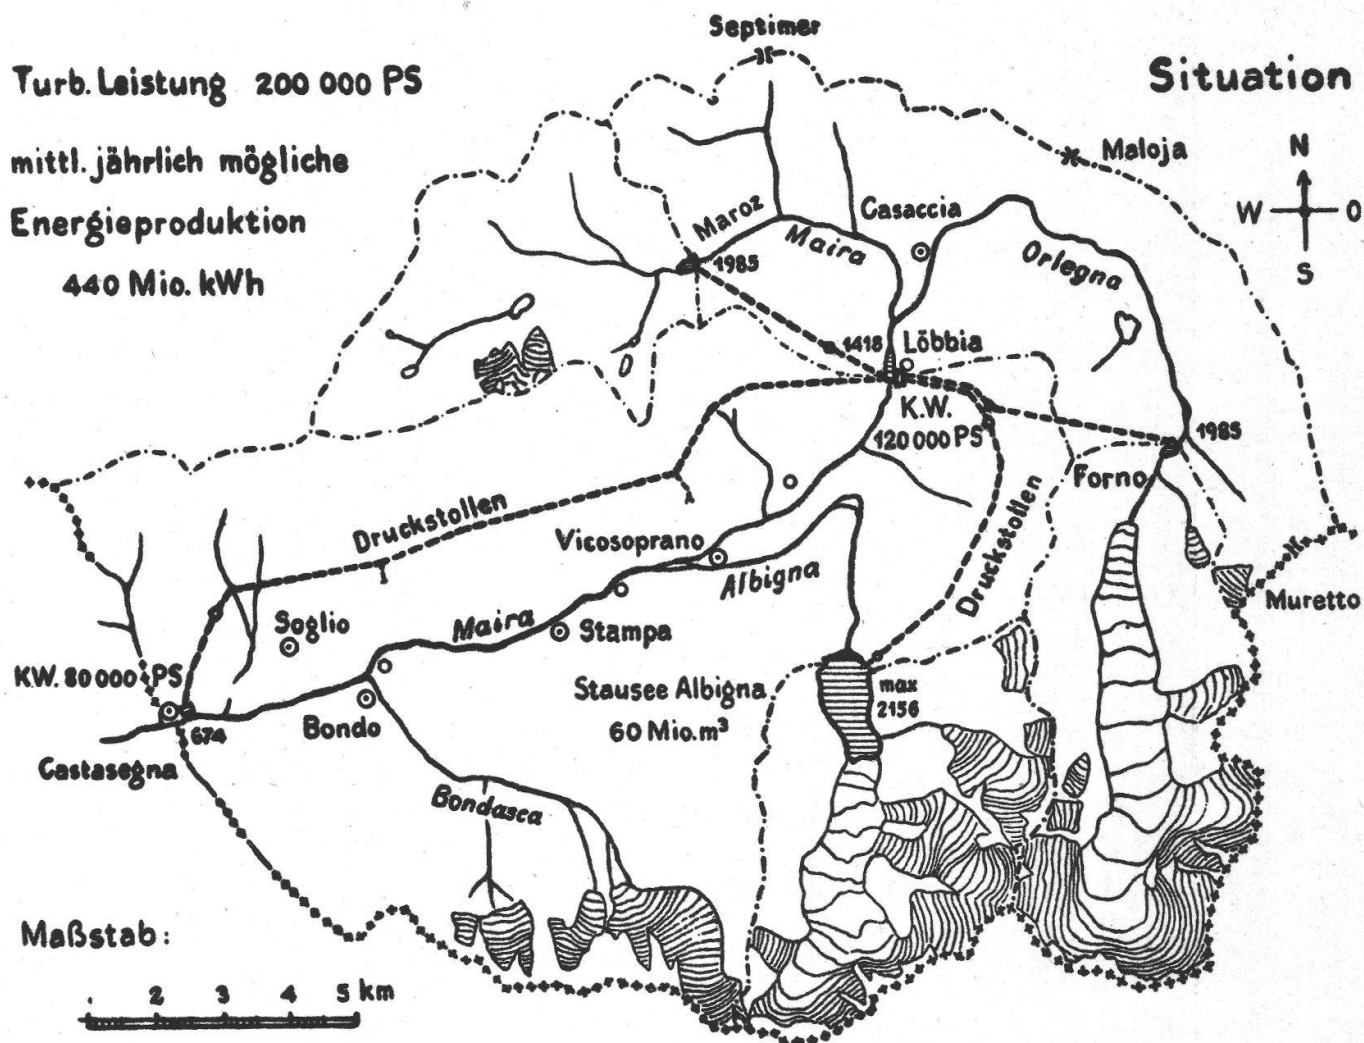 Septimer
Turb. Leistung 200 000 PS
Situation
mittl. jährlich mögliche
Energieproduktion
440 Mio. kWh
Maloja
N
W
O
S
Maroz
Maira
Casaccia
Orlegna
1985
1418
Löbbia
K.W.
120 000 PS
1985
Forno
Druckstollen
Druckstollen
Vicosoprano
Albigna
Muretto
Soglio
Maira
Stampa
K.W. 80 000 PS
Stausee Albigna
60 Mio. m³
max
2156
674
Bondo
Castasegna
Bondasca
Maßstab:
2 3 4 5 km